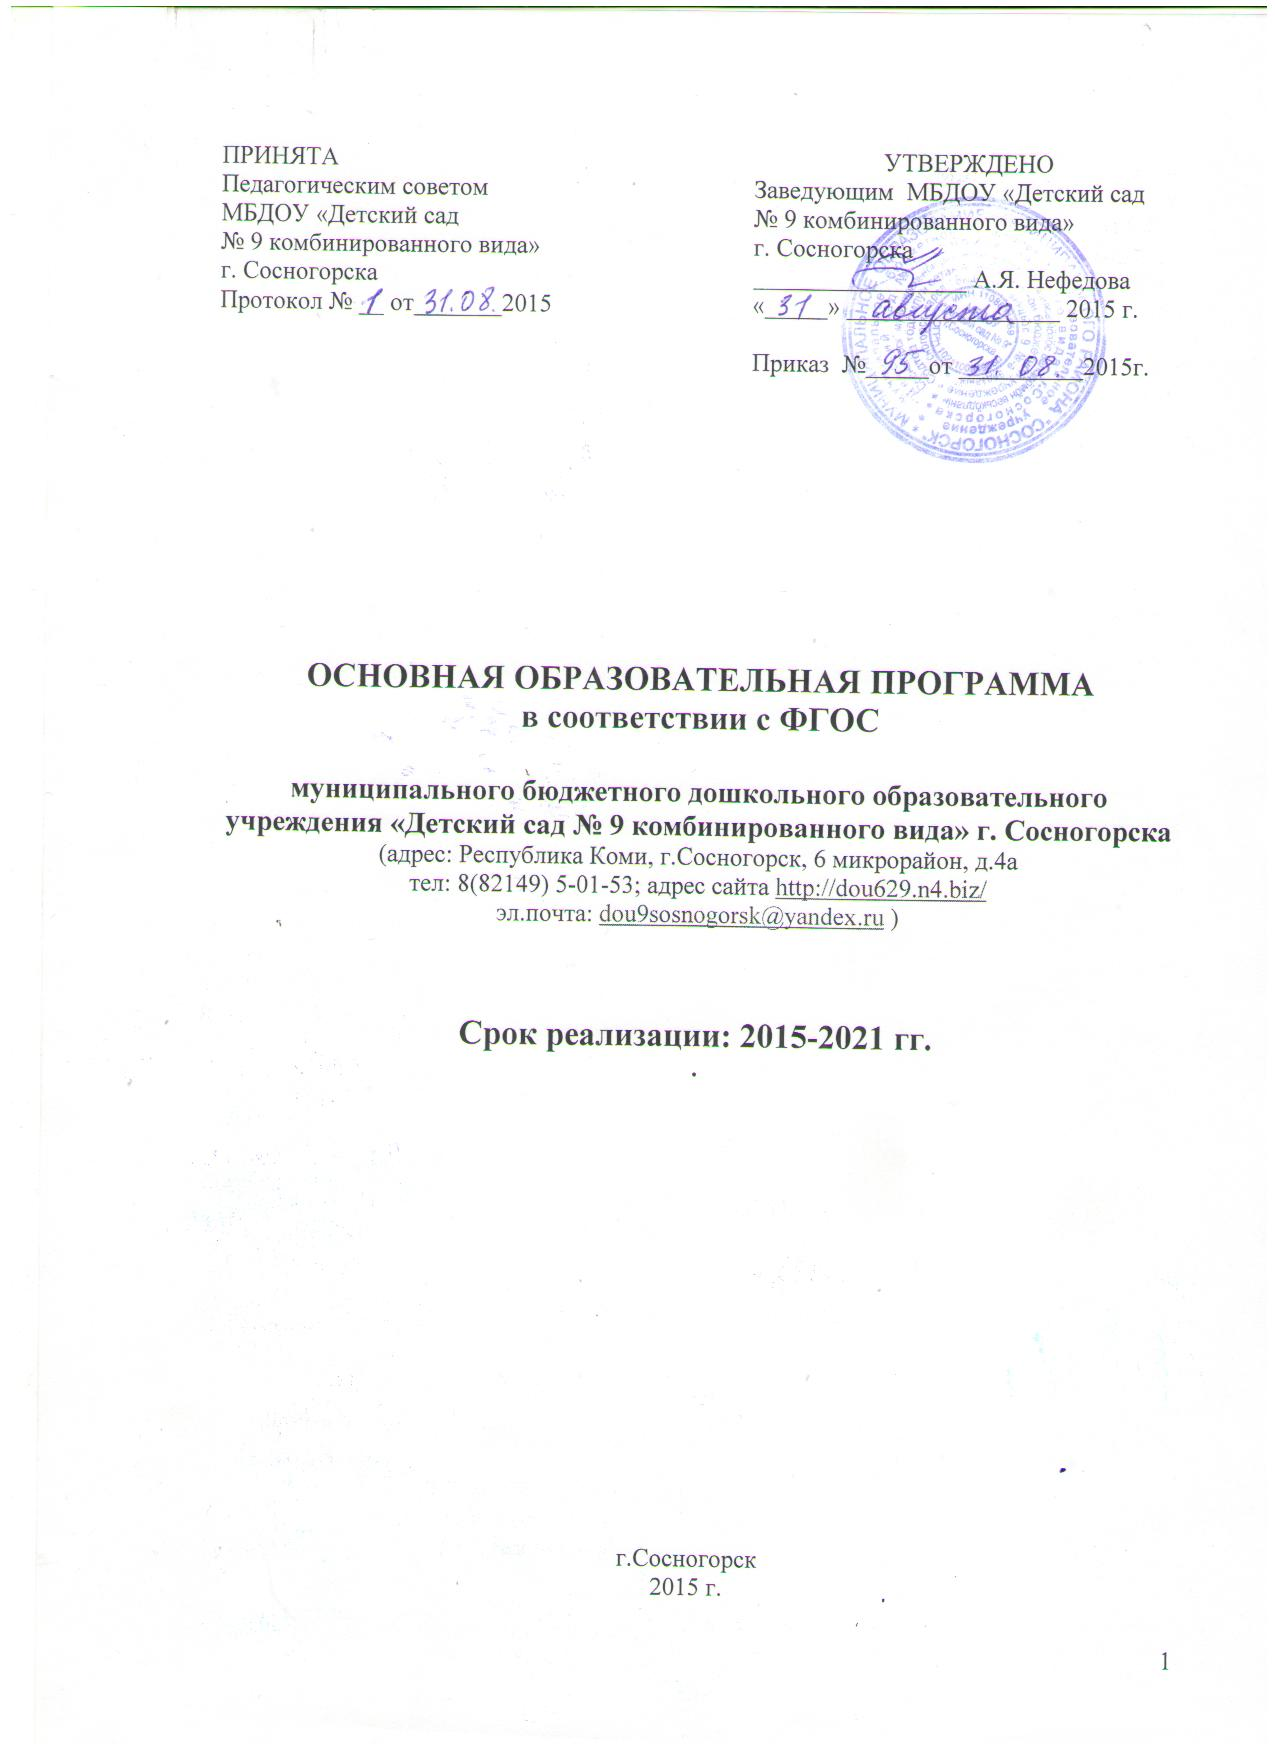 ПРИНЯТА
Педагогическим советом
МБДОУ «Детский сад
№ 9 комбинированного вида»
г. Сосногорска
Протокол № 1 от 31.08.2015
УТВЕРЖДЕНО
Заведующим МБДОУ «Детский сад
№ 9 комбинированного вида»
г. Сосногорска
А.Я. Нефедова
«31» августа 2015 г.
Приказ № 95 от 31. 08. 2015г.
ОСНОВНАЯ ОБРАЗОВАТЕЛЬНАЯ ПРОГРАММА
в соответствии с ФГОС
муниципального бюджетного дошкольного образовательного
учреждения «Детский сад № 9 комбинированного вида» г. Сосногорска
(адрес: Республика Коми, г.Сосногорск, 6 микрорайон, д.4а
тел: 8(82149) 5-01-53; адрес сайта http://dou629.n4.biz/
эл.почта: dou9sosnogorsk@yandex.ru )
Срок реализации: 2015-2021 гг.
г.Сосногорск
2015 г.
1